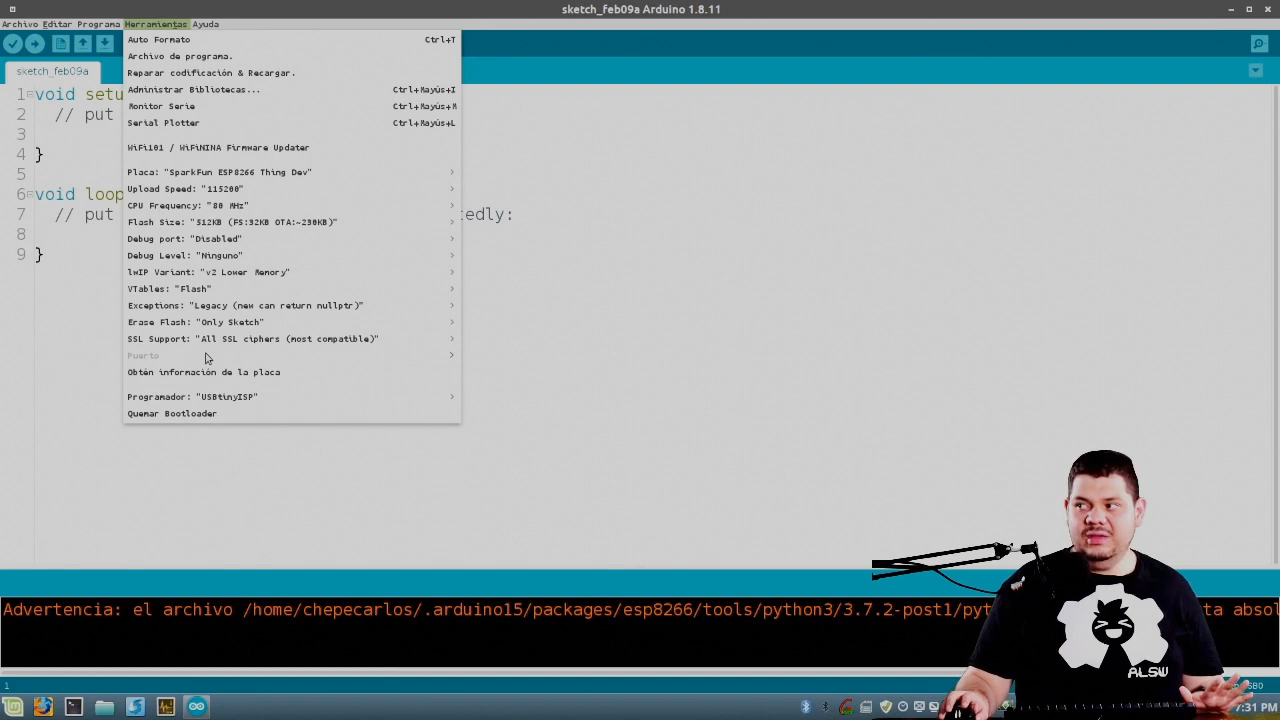 sketch_feb09a Arduino 1.8.11
Archivo Editar Programa Herramientas Ayuda
sketch_feb09a
Auto Formato Ctrl+T
Archivo de programa.
Reparar codificación & Recargar.
Administrar Bibliotecas... Ctrl+Mayús+I
Monitor Serie Ctrl+Mayús+M
Serial Plotter Ctrl+Mayús+L
WiFi101 / WiFiNINA Firmware Updater
Placa: "SparkFun ESP8266 Thing Dev"
Upload Speed: "115200"
CPU Frequency: "80 MHz"
Flash Size: "512KB (FS:32KB OTA:~230KB)"
Debug port: "Disabled"
Debug Level: "Ninguno"
lwIP Variant: "v2 Lower Memory"
VTables: "Flash"
Exceptions: "Legacy (new can return nullptr)"
Erase Flash: "Only Sketch"
SSL Support: "All SSL ciphers (most compatible)"
Puerto
Obtén información de la placa
Programador: "USBtinyISP"
Quemar Bootloader
1 void setu
2 // put
3
4 }
5
6 void loop
7 // put edly:
8
9 }
Advertencia: el archivo /home/chepecarlos/.arduino15/packages/esp8266/tools/python3/3.7.2-post1/pyt ta absol
ALSW
1
7:31 PM